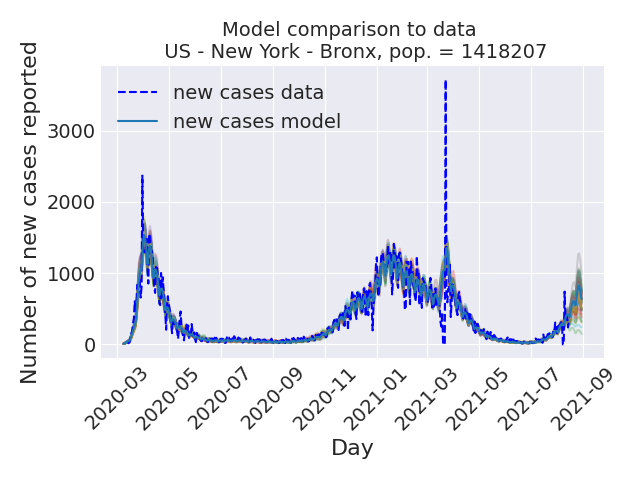 Model comparison to data
US - New York - Bronx, pop. = 1418207
Number of new cases reported
new cases data
new cases model
3000
2000
1000
0
2020-03
2020-05
2020-07
2020-09
2020-11
2021-01
2021-03
2021-05
2021-07
2021-09
Day